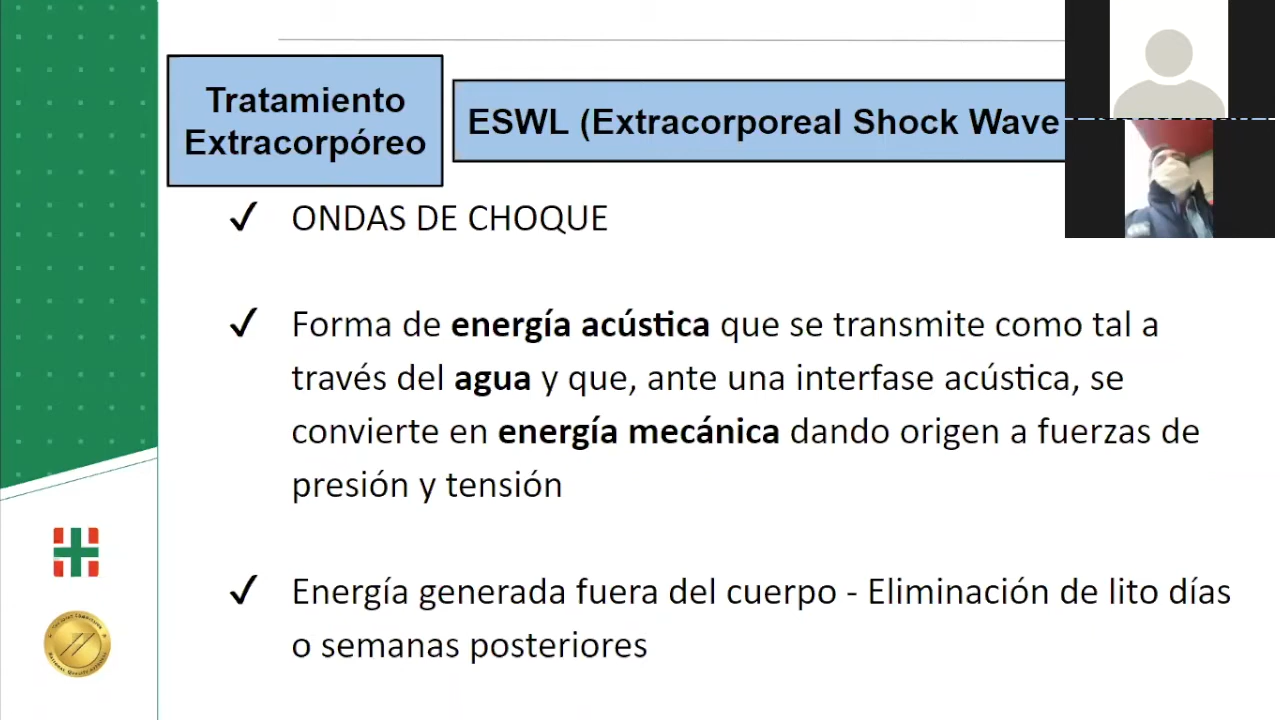 Tratamiento
Extracorpóreo
ESWL (Extracorporeal Shock Wave
✓ ONDAS DE CHOQUE
✓ Forma de energía acústica que se transmite como tal a
través del agua y que, ante una interfase acústica, se
convierte en energía mecánica dando origen a fuerzas de
presión y tensión
✓ Energía generada fuera del cuerpo - Eliminación de lito días
o semanas posteriores